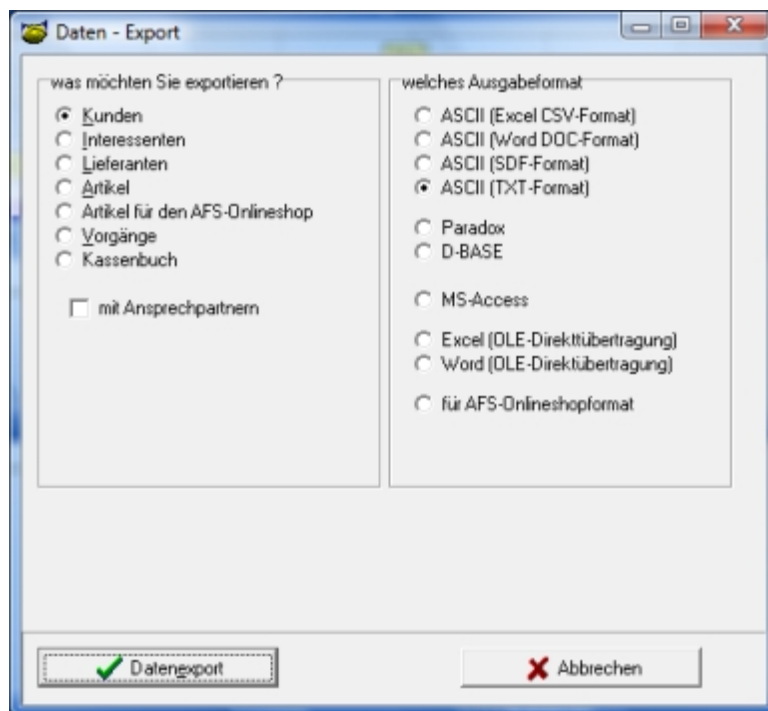 Daten - Export
was möchten Sie exportieren ?
Kunden
Interessenten
Lieferanten
Artikel
Artikel für den AFS-Onlineshop
Vorgänge
Kassenbuch
mit Ansprechpartnern
welches Ausgabeformat
ASCII (Excel CSV-Format)
ASCII (Word DOC-Format)
ASCII (SDF-Format)
ASCII (TXT-Format)
Paradox
D-BASE
MS-Access
Excel (OLE-Direkttübertragung)
Word (OLE-Direktübertragung)
für AFS-Onlineshopformat
Datenexport
Abbrechen